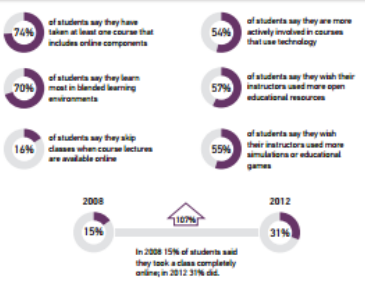 74%
of students say they have
taken at least one course that
includes online components
54%
of students say they are more
actively involved in courses
that use technology
70%
of students say they learn
most in blended learning
environments
57%
of students say they wish their
instructors used more open
educational resources
16%
of students say they skip
classes when course lectures
are available online
55%
of students say they wish
their instructors used more
simulations or educational
games
2008
15%
107%
2012
31%
In 2008 15% of students said
they took a class completely
online; in 2012 31% did.